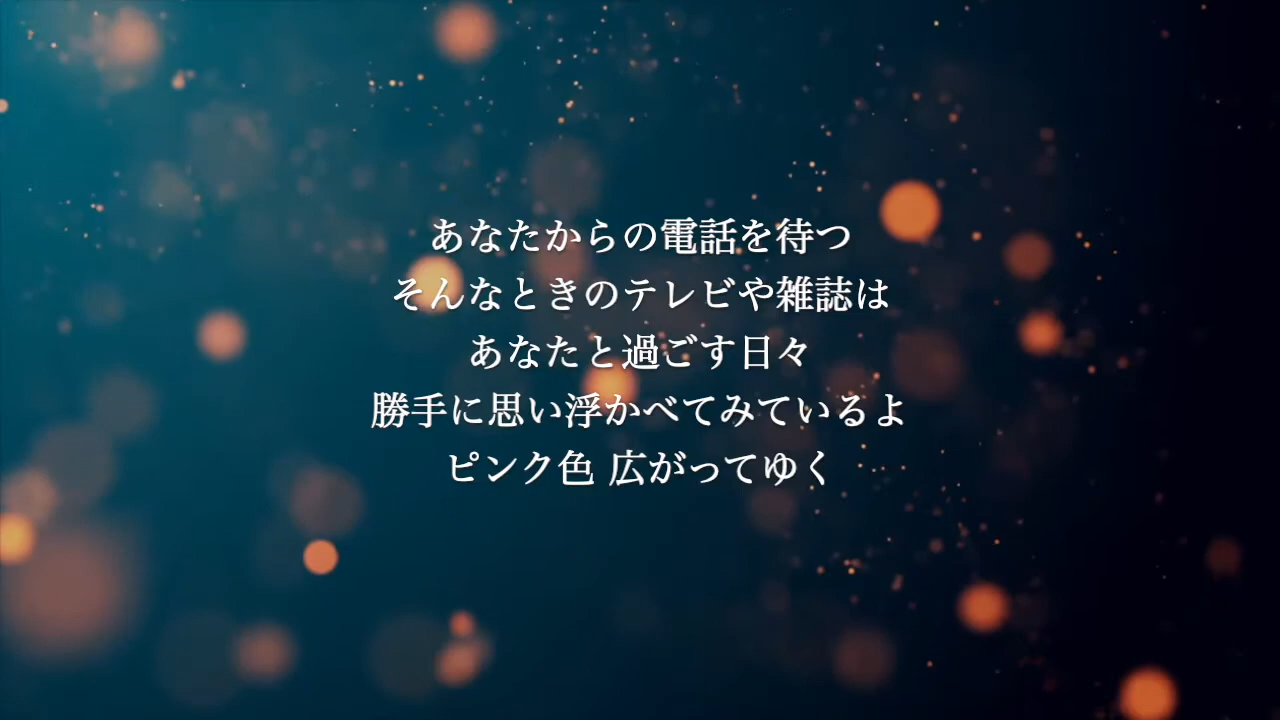 あなたからの電話を待つ
そんなときのテレビや雑誌は
あなたと過ごす日々
勝手に思い浮かべてみているよ
ピンク色 広がってゆく